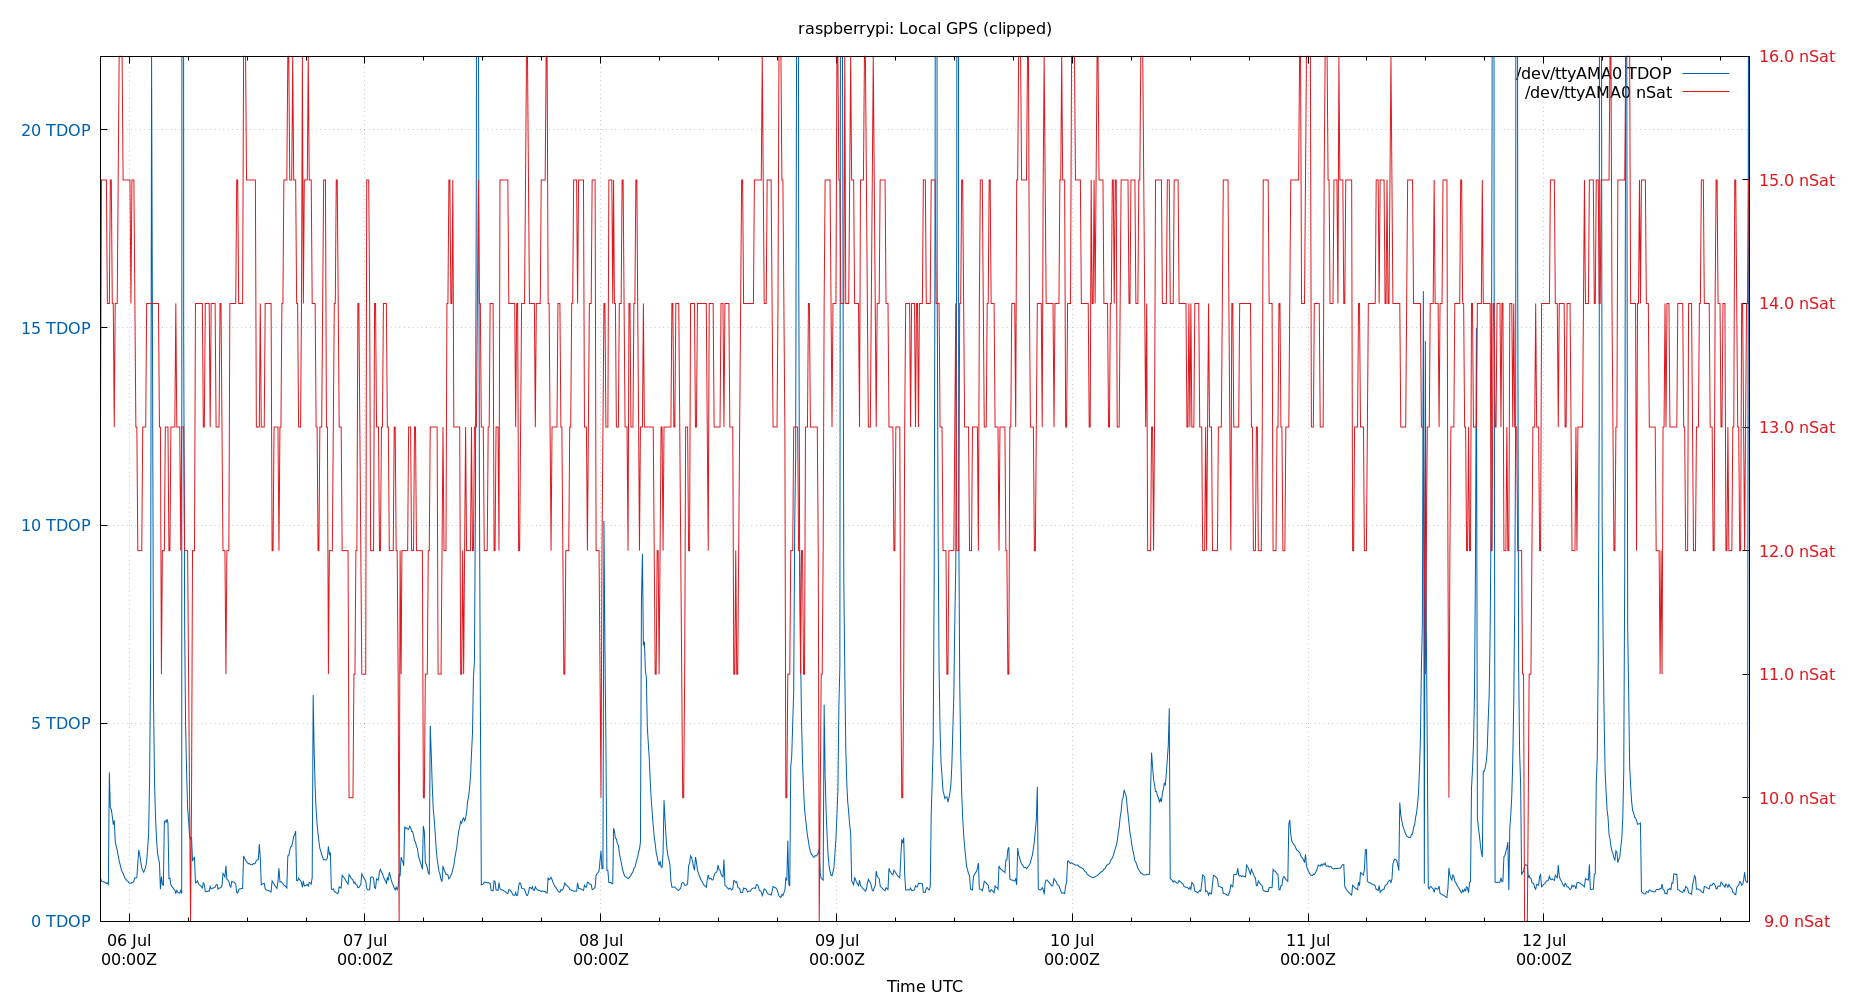 raspberrypi: Local GPS (clipped)
/dev/ttyAMA0 TDOP
/dev/ttyAMA0 nSat
20 TDOP
15 TDOP
10 TDOP
5 TDOP
0 TDOP
16.0 nSat
15.0 nSat
14.0 nSat
13.0 nSat
12.0 nSat
11.0 nSat
10.0 nSat
9.0 nSat
06 Jul
00:00Z
07 Jul
00:00Z
08 Jul
00:00Z
09 Jul
00:00Z
10 Jul
00:00Z
11 Jul
00:00Z
12 Jul
00:00Z
Time UTC